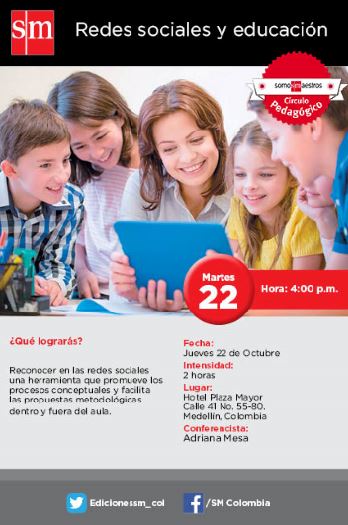 sm
Redes sociales y educación
somosmaestros
Círculo
Pedagógico
Martes
22
Hora: 4:00 p.m.
¿Qué lograrás?
Reconocer en las redes sociales
una herramienta que promueve los
procesos conceptuales y facilita
las propuestas metodológicas
dentro y fuera del aula.
Fecha:
Jueves 22 de Octubre
Intensidad:
2 horas
Lugar:
Hotel Plaza Mayor
Calle 41 No. 55-80.
Medellín, Colombia
Conferencista:
Adriana Mesa
Edicionessm_col
/SM Colombia